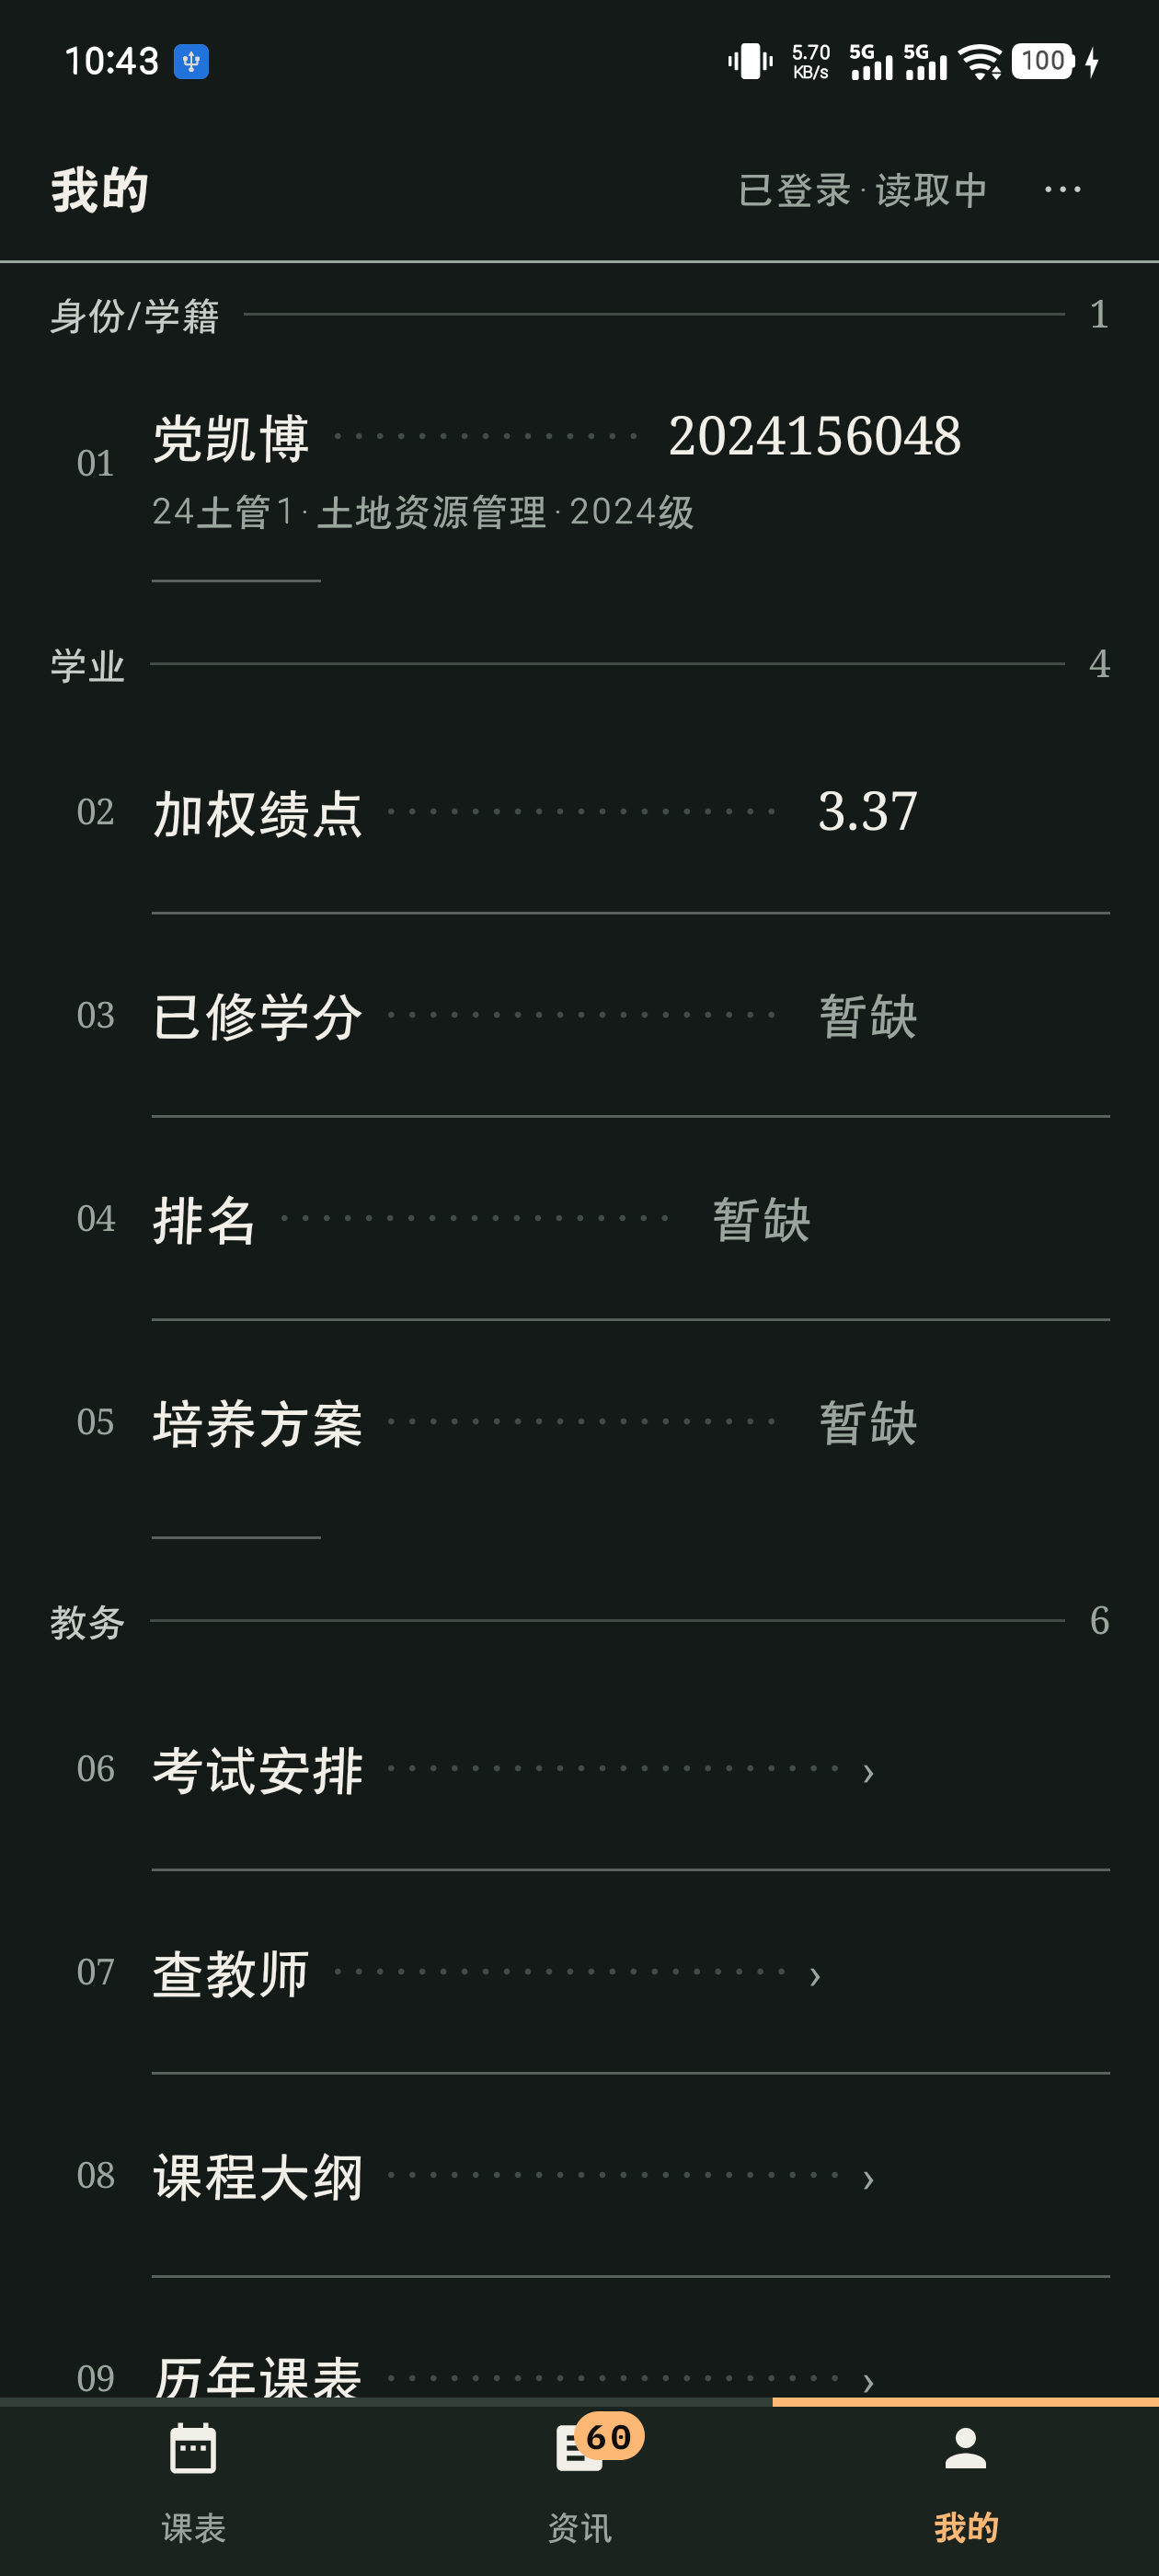 10:43
5.70 KB/s 5G 5G 100
我的 已登录·读取中 ···
身份/学籍 1
01 党凯博 2024156048
24土管1·土地资源管理·2024级
学业 4
02 加权绩点 3.37
03 已修学分 暂缺
04 排名 暂缺
05 培养方案 暂缺
教务 6
06 考试安排 ›
07 查教师 ›
08 课程大纲 ›
09 历年课表 ›
60
课表 资讯 我的